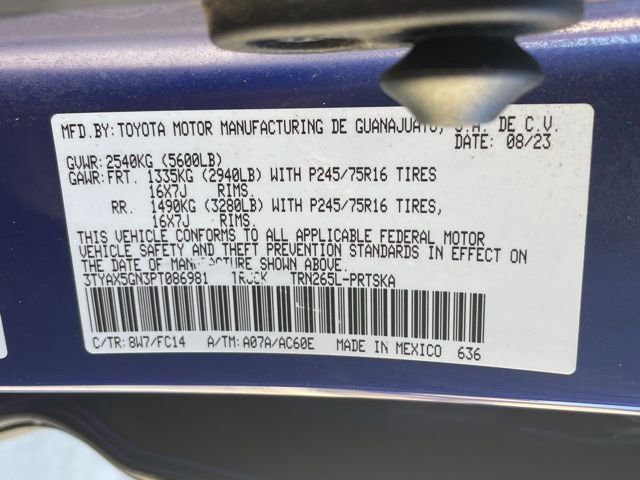 MFD.BY:TOYOTA MOTOR MANUFACTURING DE GUANAJUATO, S.A. DE C.V.
DATE: 08/23
GVWR:2540KG (5600LB)
GAWR:FRT. 1335KG (2940LB) WITH P245/75R16 TIRES
16X7J RIMS.
RR. 1490KG (3280LB) WITH P245/75R16 TIRES,
16X7J RIMS.
THIS VEHICLE CONFORMS TO ALL APPLICABLE FEDERAL MOTOR
VEHICLE SAFETY AND THEFT PREVENTION STANDARDS IN EFFECT ON
THE DATE OF MANUFACTURE SHOWN ABOVE.
3TYAX5GN3PT086981 TRUCK TRN265L-PRTSKA
C/TR:8W7/FC14 A/TM:A07A/AC60E MADE IN MEXICO 636